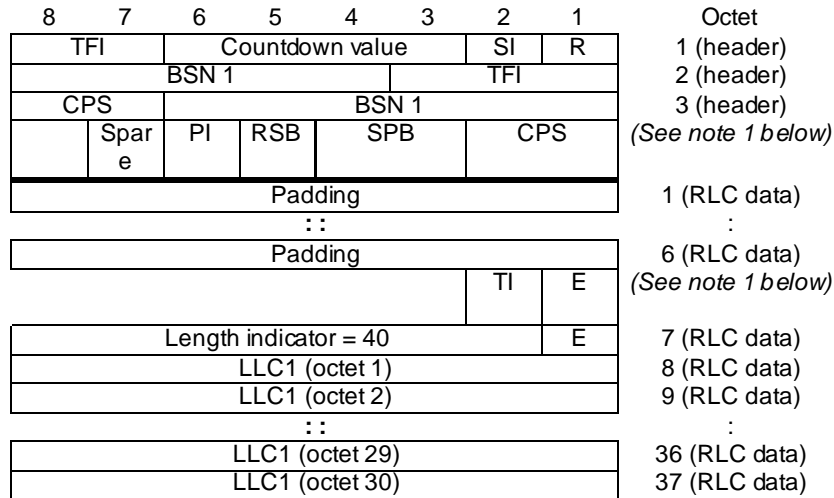 8 7 6 5 4 3 2 1 Octet
TFI Countdown value SI R 1 (header)
BSN 1 TFI 2 (header)
CPS BSN 1 3 (header)
Spar PI RSB SPB CPS (See note 1 below)
e
Padding 1 (RLC data)
: : :
Padding 6 (RLC data)
TI E (See note 1 below)
Length indicator = 40 E 7 (RLC data)
LLC1 (octet 1) 8 (RLC data)
LLC1 (octet 2) 9 (RLC data)
: : :
LLC1 (octet 29) 36 (RLC data)
LLC1 (octet 30) 37 (RLC data)